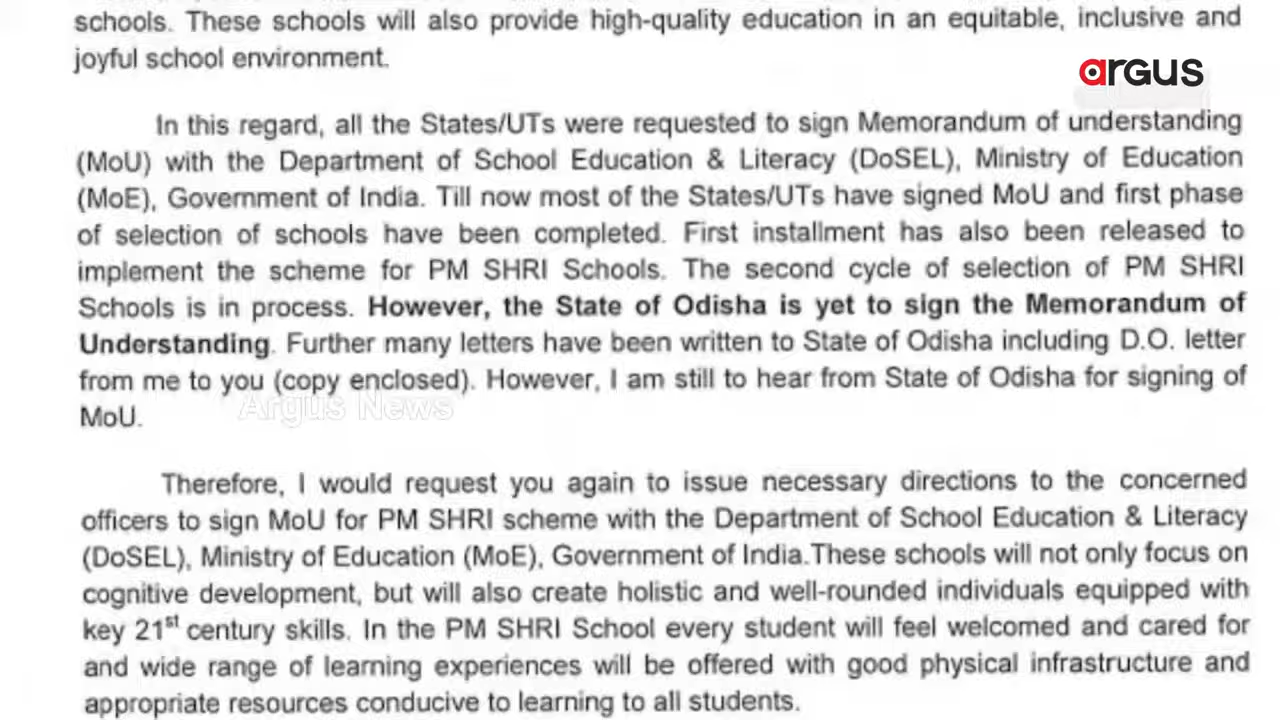 schools. These schools will also provide high-quality education in an equitable, inclusive and
joyful school environment.
argus
In this regard, all the States/UTs were requested to sign Memorandum of understanding
(MoU) with the Department of School Education & Literacy (DoSEL), Ministry of Education
(MoE), Government of India. Till now most of the States/UTs have signed MoU and first phase
of selection of schools have been completed. First installment has also been released to
implement the scheme for PM SHRI Schools. The second cycle of selection of PM SHRI
Schools is in process. However, the State of Odisha is yet to sign the Memorandum of
Understanding. Further many letters have been written to State of Odisha including D.O. letter
from me to you (copy enclosed). However, I am still to hear from State of Odisha for signing of
Argus News
MoU.
Therefore, I would request you again to issue necessary directions to the concerned
officers to sign MoU for PM SHRI scheme with the Department of School Education & Literacy
(DoSEL), Ministry of Education (MoE), Government of India.These schools will not only focus on
cognitive development, but will also create holistic and well-rounded individuals equipped with
key 21st century skills. In the PM SHRI School every student will feel welcomed and cared for
and wide range of learning experiences will be offered with good physical infrastructure and
appropriate resources conducive to learning to all students.